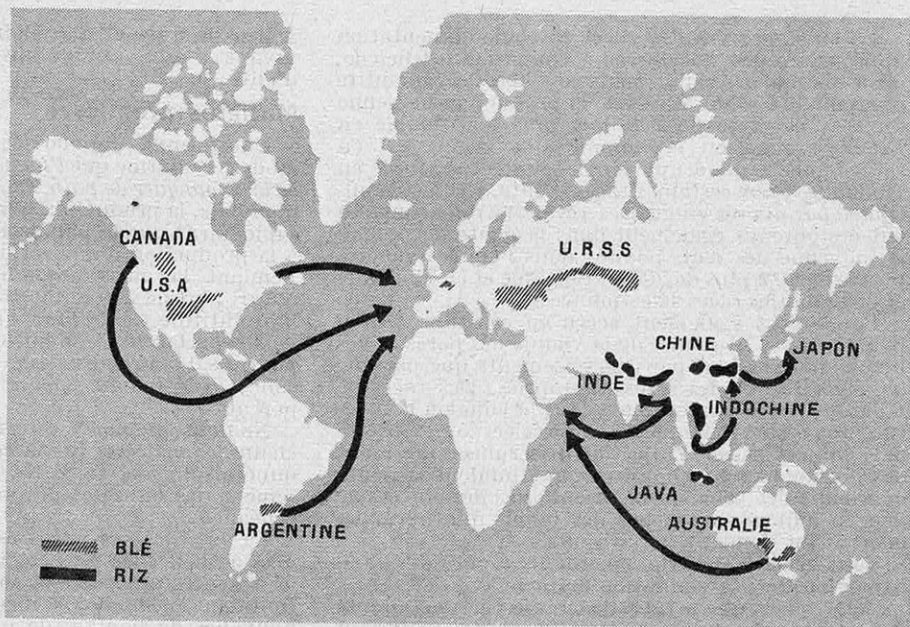 CANADA
U.S.A
U.R.S.S
CHINE
JAPON
INDE
INDOCHINE
JAVA
AUSTRALIE
ARGENTINE
BLÉ
RIZ